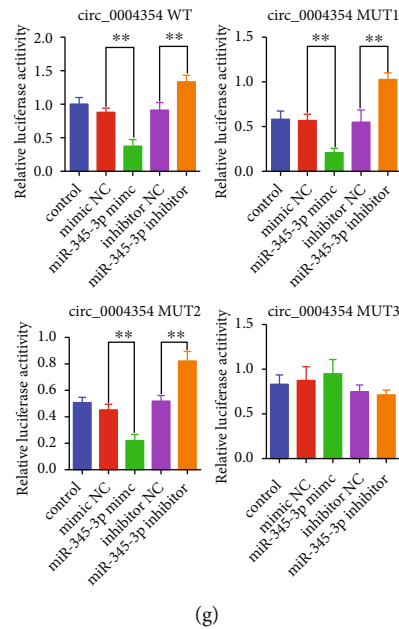 circ_0004354 WT
Relative luciferase actitivity
2.0
1.5
1.0
0.5
0.0
** **
control
mimic NC
miR-345-3p mimc
inhibitor NC
miR-345-3p inhibitor
circ_0004354 MUT1
Relative luciferase actitivity
1.5
1.0
0.5
0.0
** **
control
mimic NC
miR-345-3p mimc
inhibitor NC
miR-345-3p inhibitor
circ_0004354 MUT2
Relative luciferase actitivity
1.0
0.8
0.6
0.4
0.2
0.0
** **
control
mimic NC
miR-345-3p mimc
inhibitor NC
miR-345-3p inhibitor
circ_0004354 MUT3
Relative luciferase actitivity
1.5
1.0
0.5
0.0
control
mimic NC
miR-345-3p mimc
inhibitor NC
miR-345-3p inhibitor
(g)